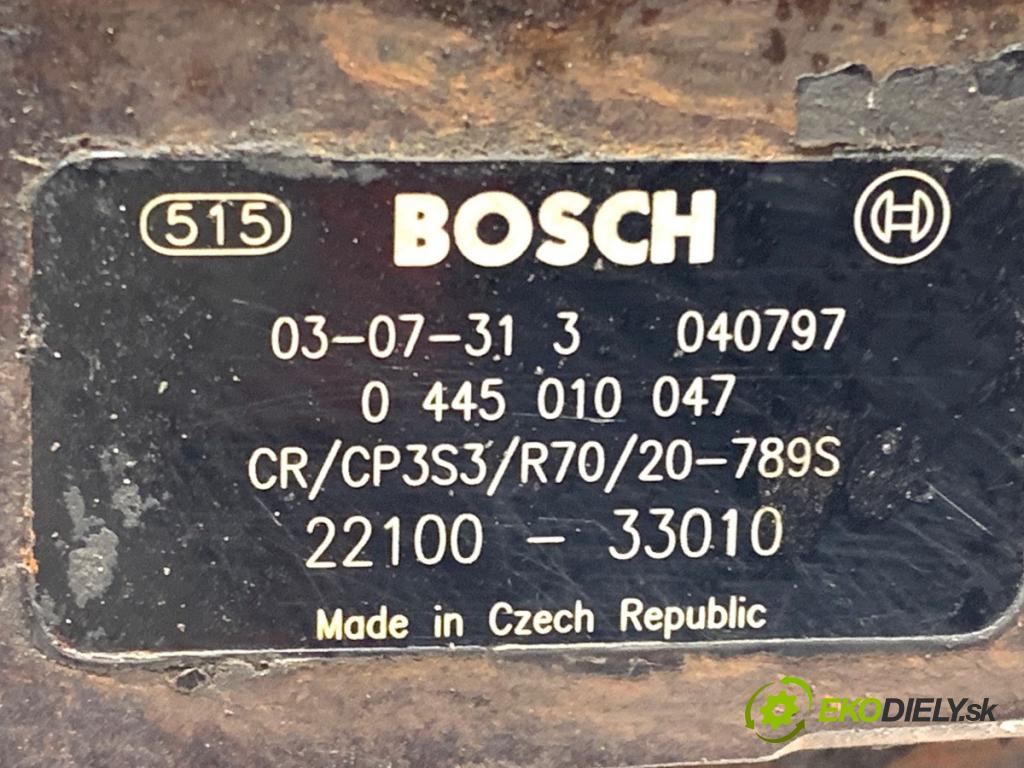 515 BOSCH
03-07-31 3 040797
0 445 010 047
CR/CP3S3/R70/20-789S
22100 - 33010
Made in Czech Republic
EKODIELY.sk